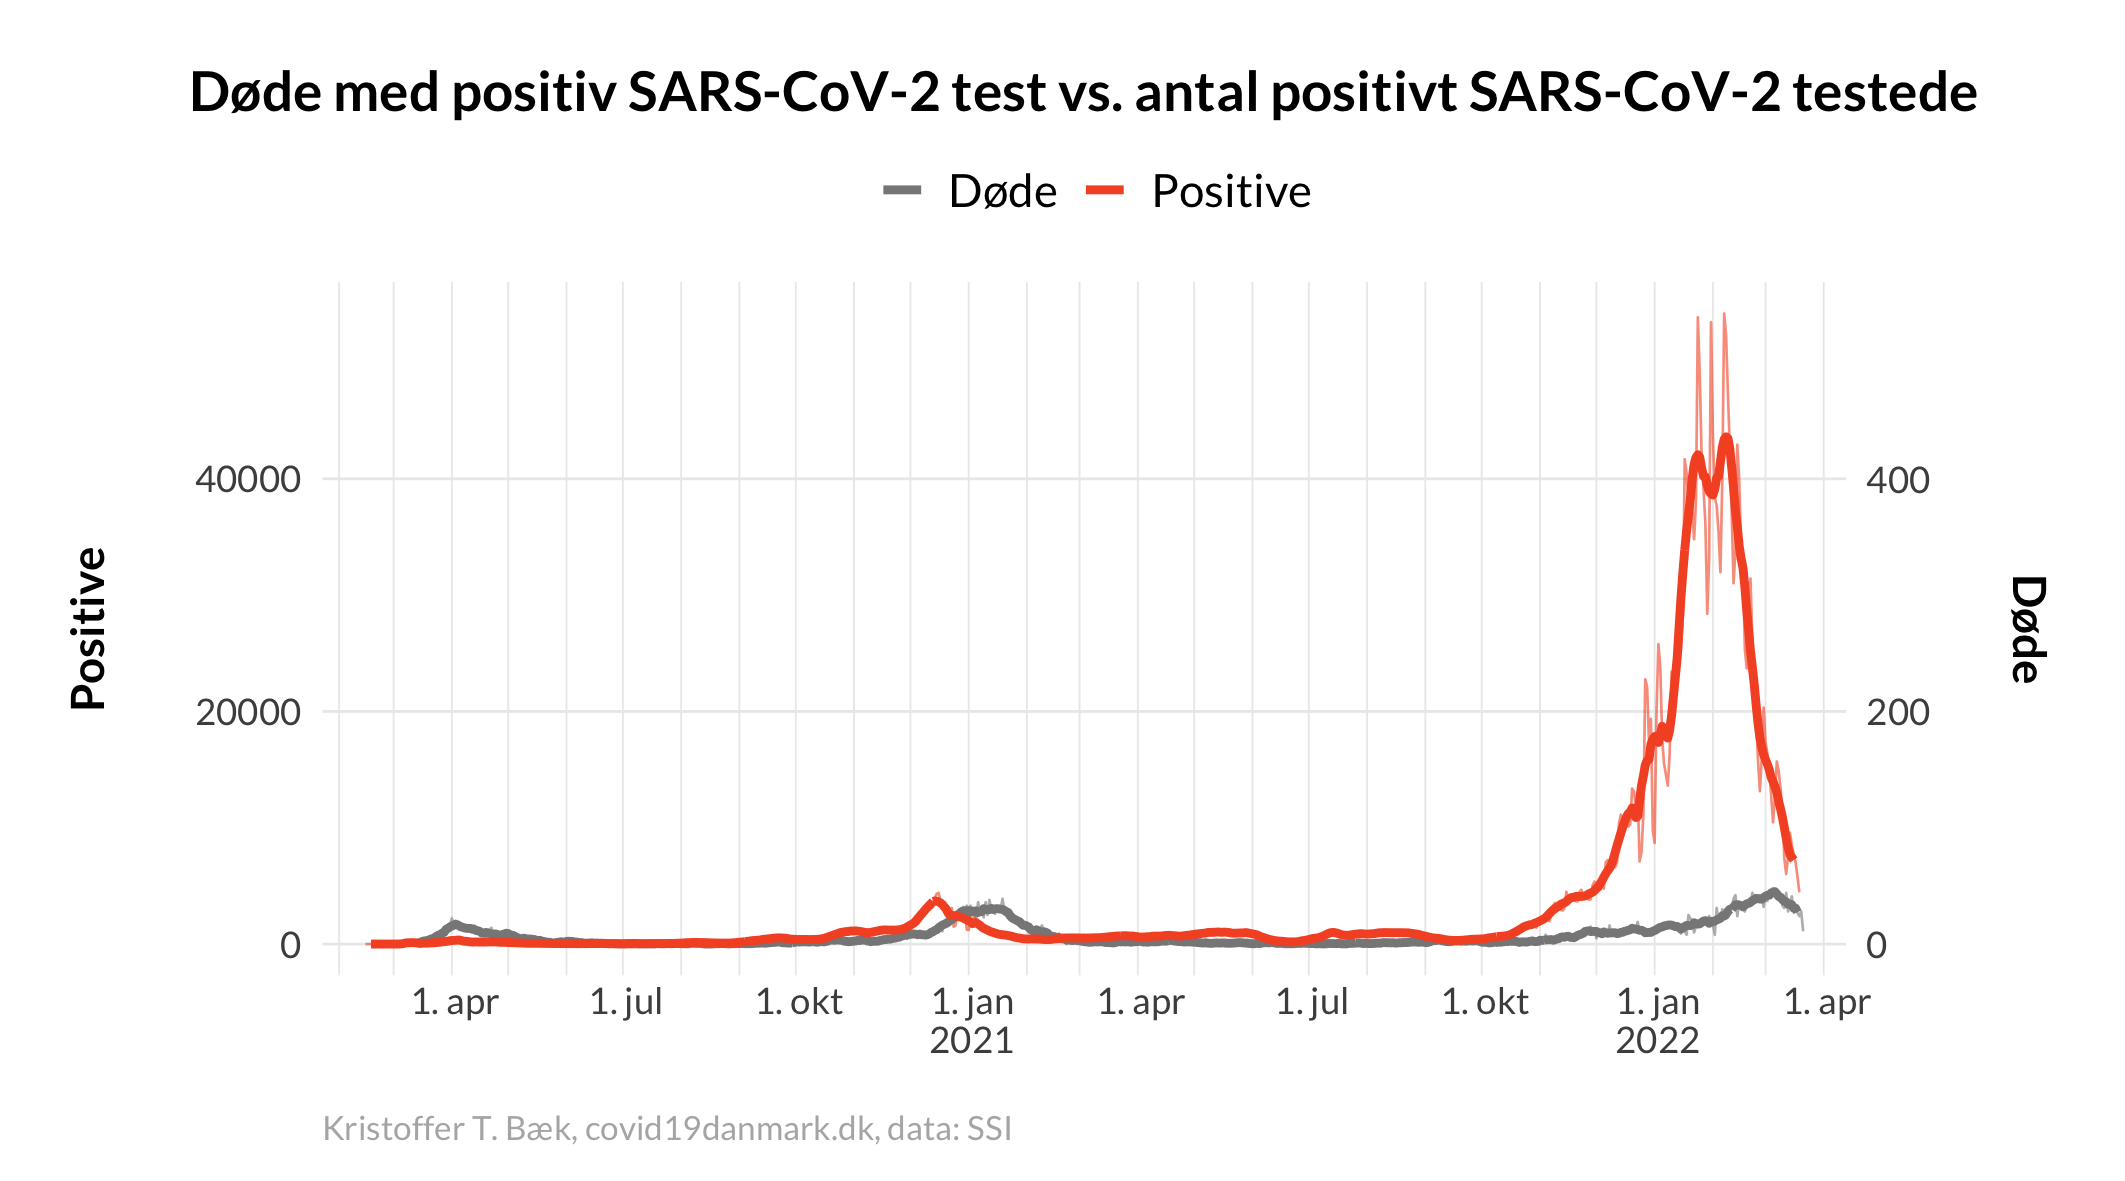 Døde med positiv SARS-CoV-2 test vs. antal positivt SARS-CoV-2 testede
Døde Positive
40000
20000
0
Positive
400
200
0
Døde
1. apr 1. jul 1. okt 1. jan 1. apr 1. jul 1. okt 1. jan 1. apr
2021 2022
Kristoffer T. Bæk, covid19danmark.dk, data: SSI